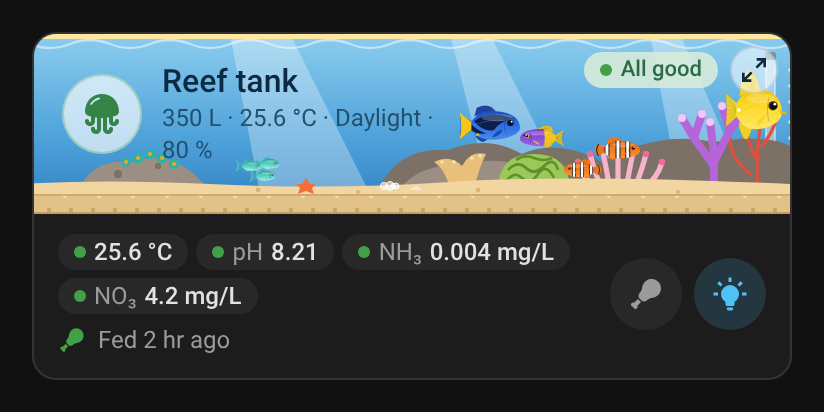 Reef tank
All good
350 L · 25.6 °C · Daylight ·
80 %
25.6 °C
pH 8.21
NH₃ 0.004 mg/L
NO₃ 4.2 mg/L
Fed 2 hr ago